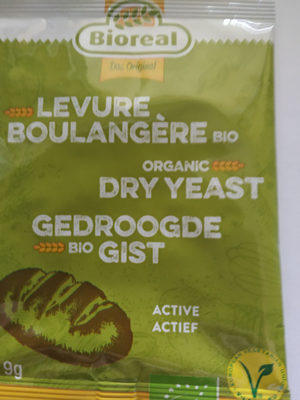 Bioreal
Das Original
LEVURE
BOULANGÈRE BIO
ORGANIC
DRY YEAST
GEDROOGDE
BIO GIST
ACTIVE
ACTIEF
9g